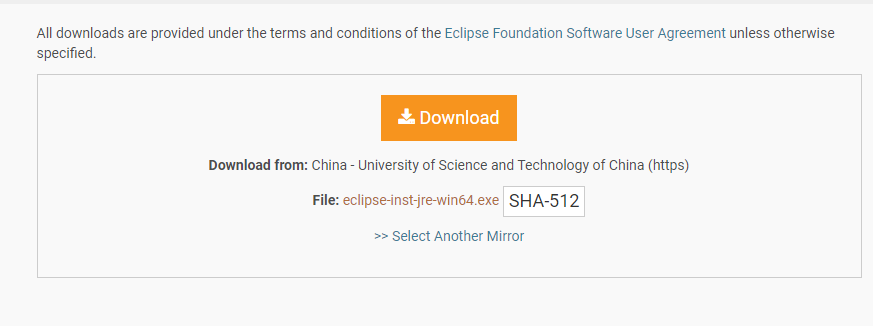 All downloads are provided under the terms and conditions of the Eclipse Foundation Software User Agreement unless otherwise
specified.
Download
Download from: China - University of Science and Technology of China (https)
File: eclipse-inst-jre-win64.exe SHA-512
>> Select Another Mirror